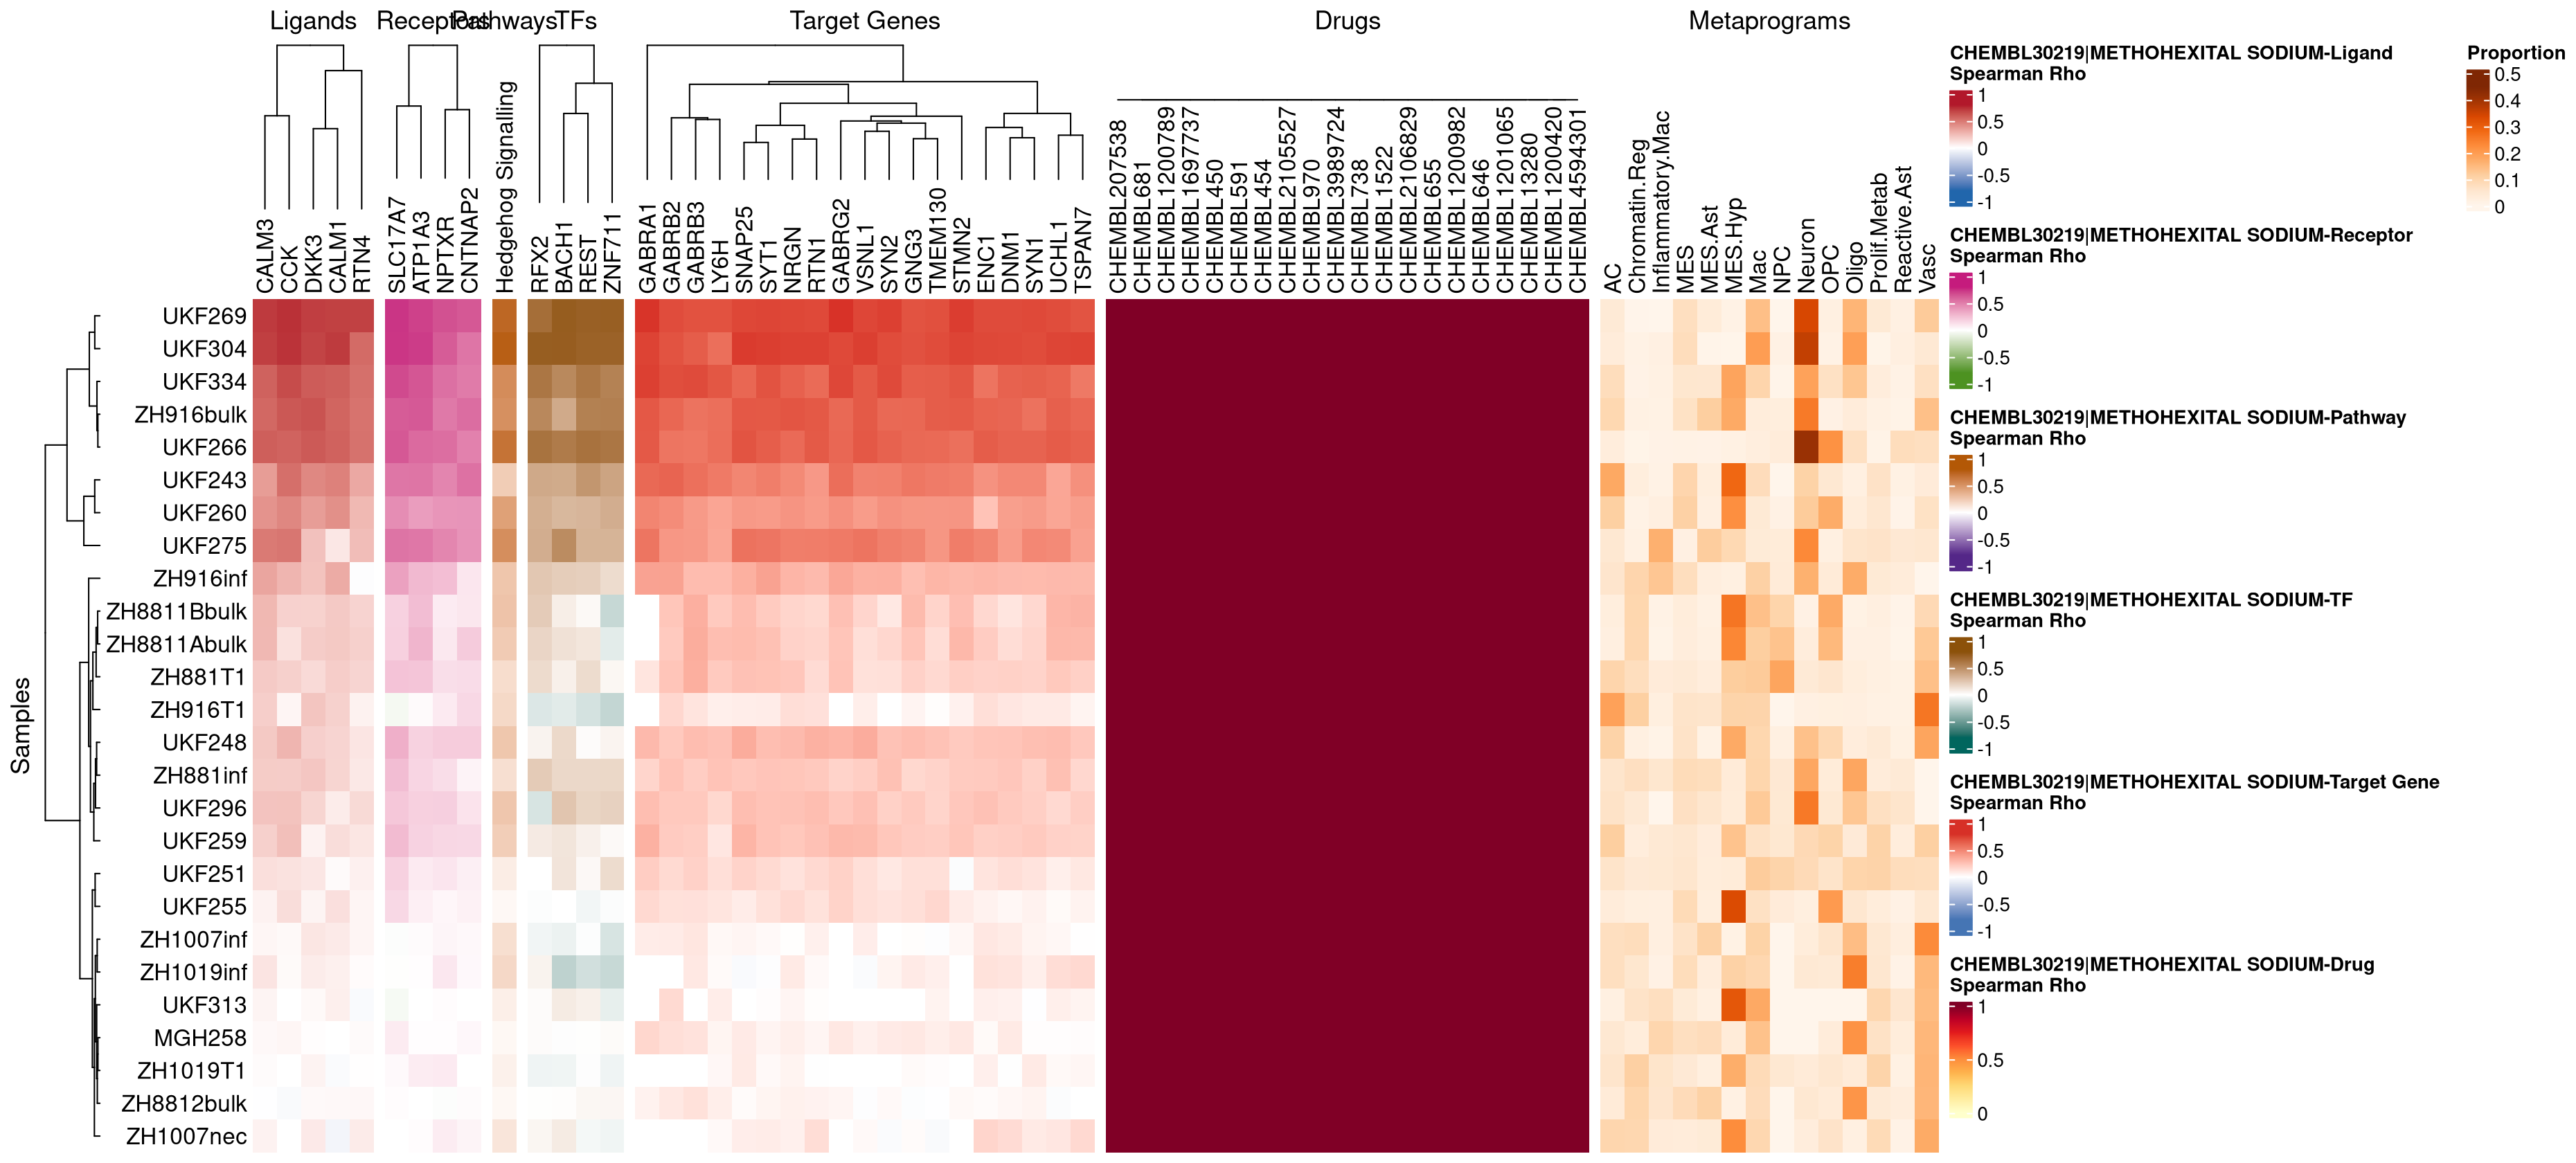 Ligands
Receptors
Pathways
TFs
Target Genes
Drugs
Metaprograms
CALM3
CCK
DKK3
CALM1
RTN4
SLC17A7
ATP1A3
NPTXR
CNTNAP2
Hedgehog Signalling
RFX2
BACH1
REST
ZNF711
GABRA1
GABRB2
GABRB3
LY6H
SNAP25
SYT1
NRGN
RTN1
GABRG2
VSNL1
SYN2
GNG3
TMEM130
STMN2
ENC1
DNM1
SYN1
UCHL1
TSPAN7
CHEMBL207538
CHEMBL681
CHEMBL1200789
CHEMBL1697737
CHEMBL450
CHEMBL591
CHEMBL454
CHEMBL2105527
CHEMBL970
CHEMBL3989724
CHEMBL738
CHEMBL1522
CHEMBL2106829
CHEMBL655
CHEMBL1200982
CHEMBL646
CHEMBL1201065
CHEMBL13280
CHEMBL1200420
CHEMBL4594301
AC
Chromatin.Reg
Inflammatory.Mac
MES
MES.Ast
MES.Hyp
Mac
NPC
Neuron
OPC
Oligo
Prolif.Metab
Reactive.Ast
Vasc
Samples
UKF269
UKF304
UKF334
ZH916bulk
UKF266
UKF243
UKF260
UKF275
ZH916inf
ZH8811Bbulk
ZH8811Abulk
ZH881T1
ZH916T1
UKF248
ZH881inf
UKF296
UKF259
UKF251
UKF255
ZH1007inf
ZH1019inf
UKF313
MGH258
ZH1019T1
ZH8812bulk
ZH1007nec
CHEMBL30219|METHOHEXITAL SODIUM-Ligand
Spearman Rho
1
0.5
0
-0.5
-1
CHEMBL30219|METHOHEXITAL SODIUM-Receptor
Spearman Rho
1
0.5
0
-0.5
-1
CHEMBL30219|METHOHEXITAL SODIUM-Pathway
Spearman Rho
1
0.5
0
-0.5
-1
CHEMBL30219|METHOHEXITAL SODIUM-TF
Spearman Rho
1
0.5
0
-0.5
-1
CHEMBL30219|METHOHEXITAL SODIUM-Target Gene
Spearman Rho
1
0.5
0
-0.5
-1
CHEMBL30219|METHOHEXITAL SODIUM-Drug
Spearman Rho
1
0.5
0
Proportion
0.5
0.4
0.3
0.2
0.1
0